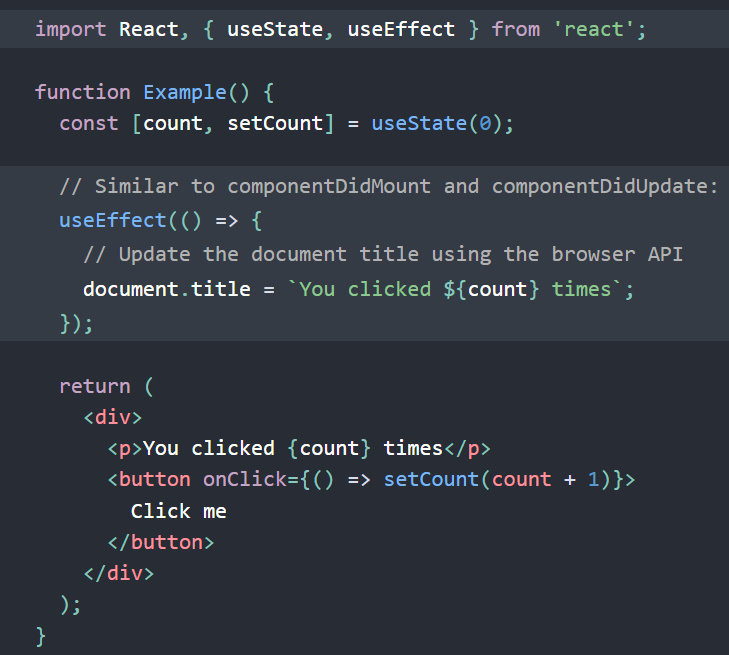 import React, { useState, useEffect } from 'react';
function Example() {
const [count, setCount] = useState(0);
// Similar to componentDidMount and componentDidUpdate:
useEffect(() => {
// Update the document title using the browser API
document.title = `You clicked ${count} times`;
});
return (
<div>
<p>You clicked {count} times</p>
<button onClick={() => setCount(count + 1)}>
Click me
</button>
</div>
);
}